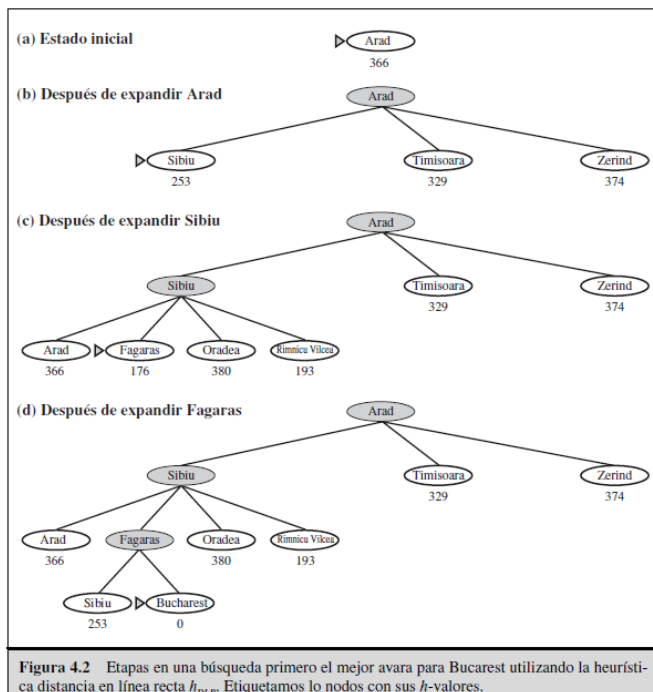 (a) Estado inicial
Arad
366
(b) Después de expandir Arad
Arad
Sibiu
Timisoara
Zerind
253
329
374
(c) Después de expandir Sibiu
Arad
Sibiu
Timisoara
Zerind
329
374
Arad
Fagaras
Oradea
Rimnicu Vilcea
366
176
380
193
(d) Después de expandir Fagaras
Arad
Sibiu
Timisoara
Zerind
329
374
Arad
Fagaras
Oradea
Rimnicu Vilcea
366
380
193
Sibiu
Bucharest
253
0
Figura 4.2 Etapas en una búsqueda primero el mejor avara para Bucarest utilizando la heurísti-
ca distancia en línea recta h_DLR. Etiquetamos lo nodos con sus h-valores.